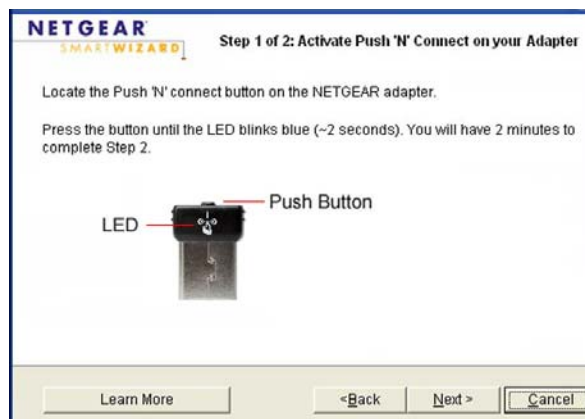 NETGEAR
SMARTWIZARD
Step 1 of 2: Activate Push 'N' Connect on your Adapter
Locate the Push 'N' connect button on the NETGEAR adapter.
Press the button until the LED blinks blue (~2 seconds). You will have 2 minutes to
complete Step 2.
Push Button
LED
Learn More
<Back
Next >
Cancel